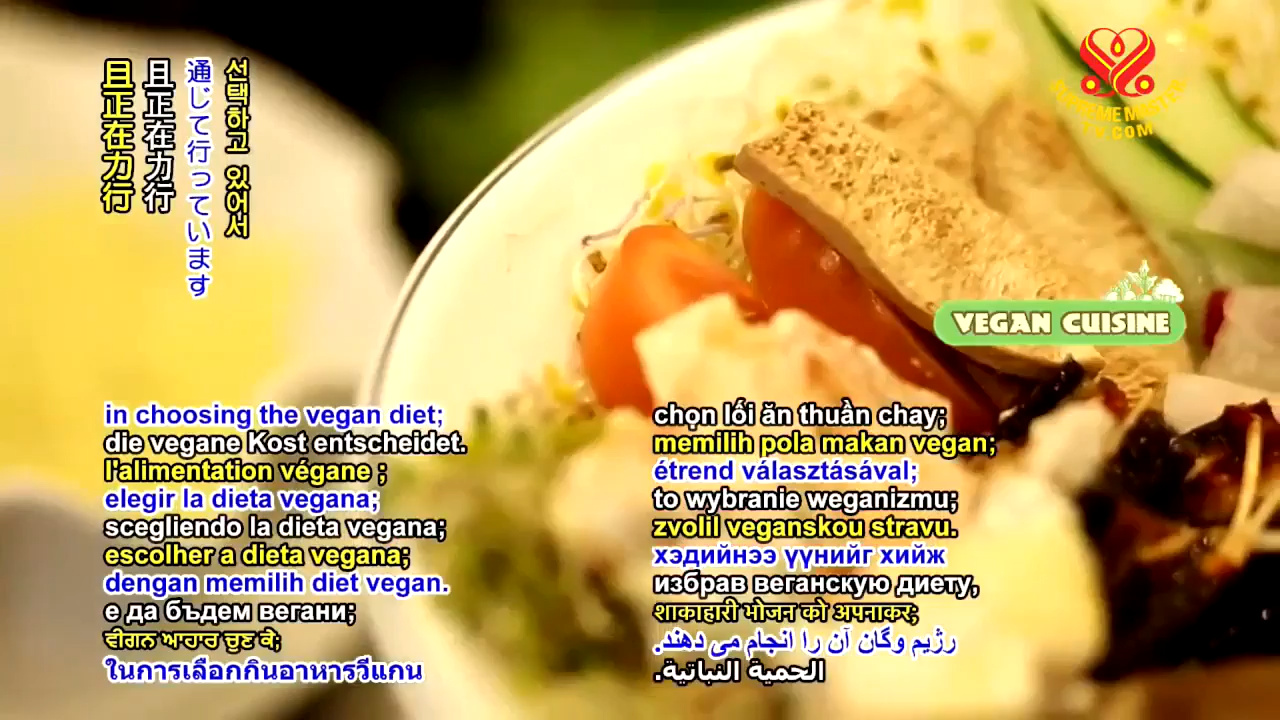 且正在力行
且正在力行
通じて行っています
선택하고 있어서
SUPREME MASTER
TV.COM
VEGAN CUISINE
in choosing the vegan diet;
die vegane Kost entscheidet.
l'alimentation végane ;
elegir la dieta vegana;
scegliendo la dieta vegana;
escolher a dieta vegana;
dengan memilih diet vegan.
е да бъдем вегани;
ਵੀਗਨ ਆਹਾਰ ਚੁਣ ਕੇ;
ในการเลือกกินอาหารวีแกน
chọn lối ăn thuần chay;
memilih pola makan vegan;
étrend választásával;
to wybranie weganizmu;
zvolil veganskou stravu.
хэдийнээ үүнийг хийж
избрав веганскую диету,
शाकाहारी भोजन को अपनाकर;
رژیم وگان آن را انجام می دهند.
الحمية النباتية.